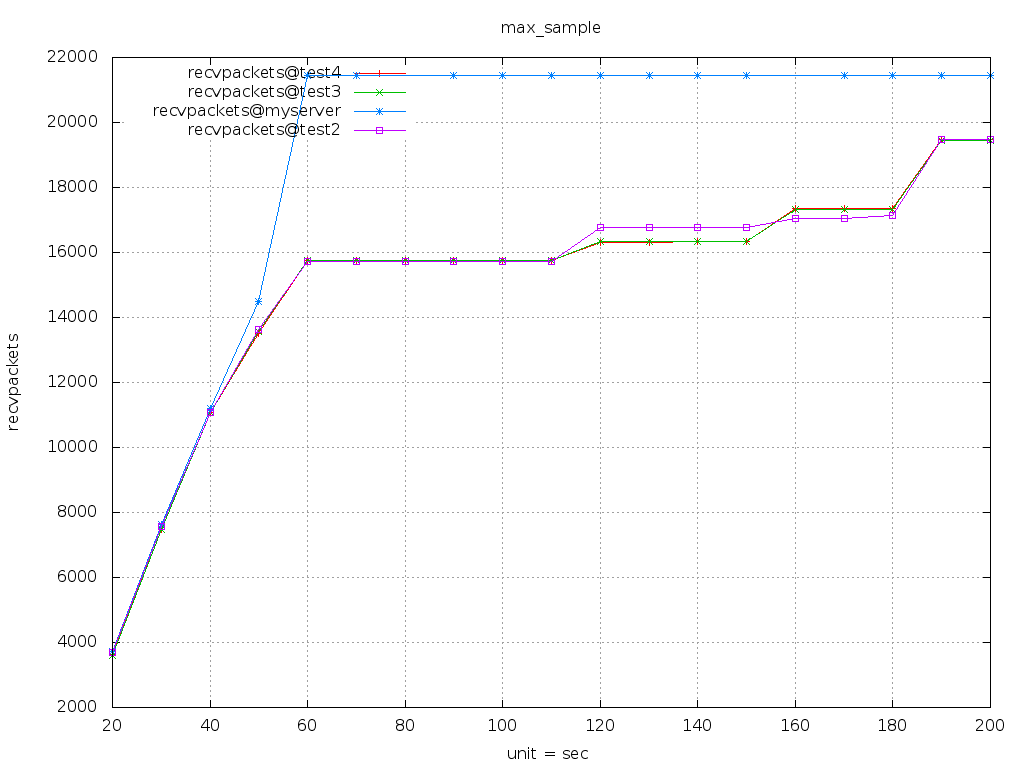 max_sample
22000
20000
18000
16000
14000
12000
10000
8000
6000
4000
2000
recvpackets
recvpackets@test4
recvpackets@test3
recvpackets@myserver
recvpackets@test2
20 40 60 80 100 120 140 160 180 200
unit = sec